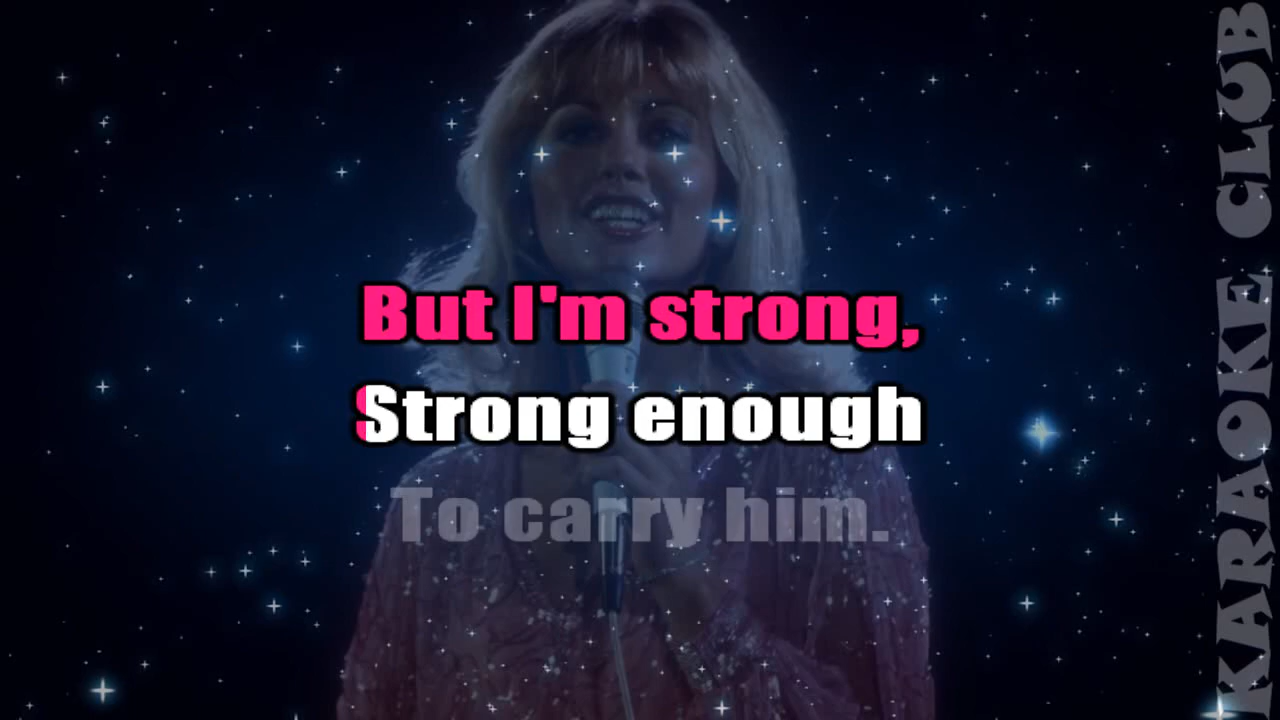 But I'm strong,
Strong enough
To carry him.
KARAOKE CLUB